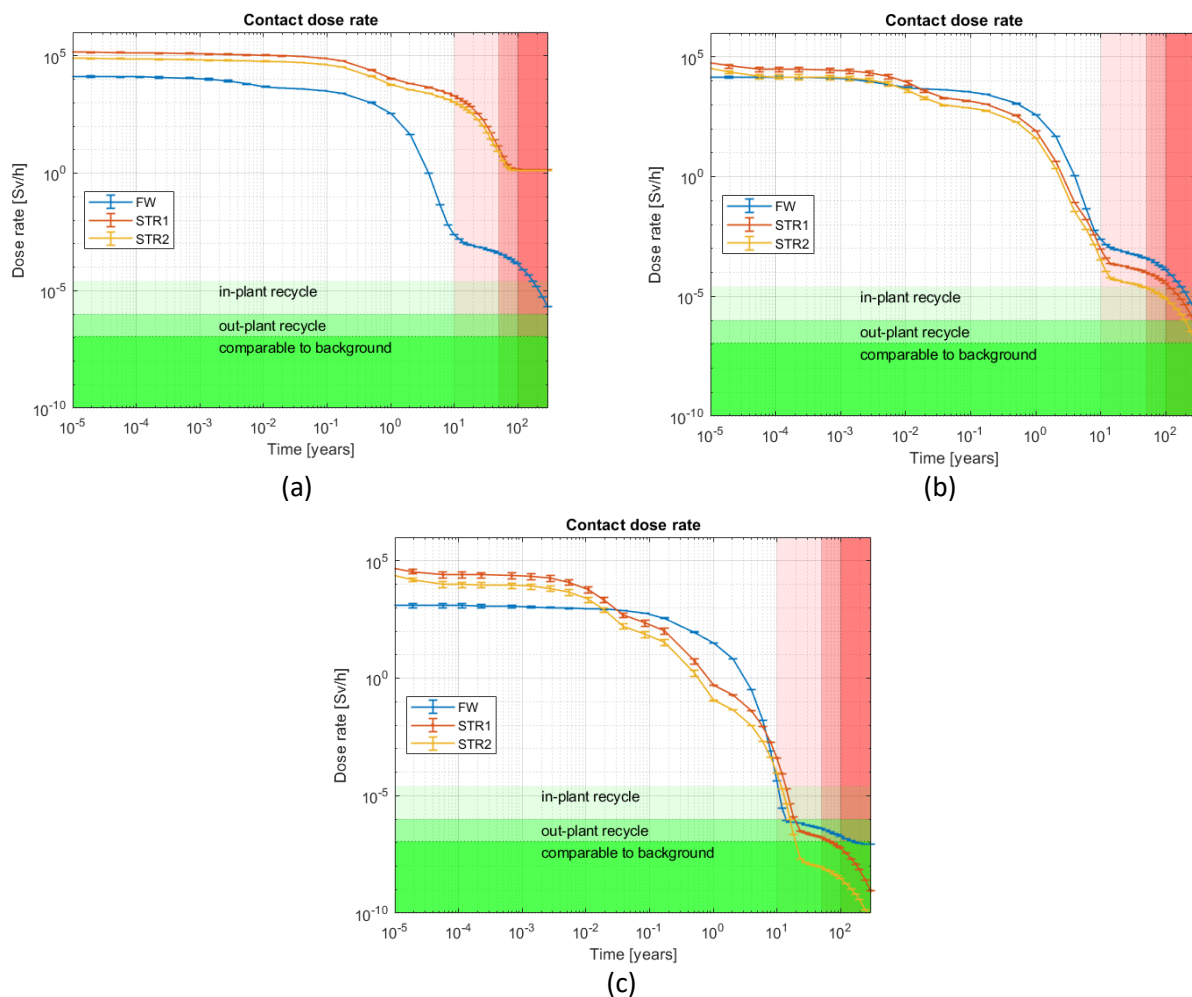 Contact dose rate
Dose rate [Sv/h]
10^5
10^0
10^-5
10^-10
FW
STR1
STR2
in-plant recycle
out-plant recycle
comparable to background
10^-5 10^-4 10^-3 10^-2 10^-1 10^0 10^1 10^2
Time [years]
(a)
Contact dose rate
Dose rate [Sv/h]
10^5
10^0
10^-5
10^-10
FW
STR1
STR2
in-plant recycle
out-plant recycle
comparable to background
10^-5 10^-4 10^-3 10^-2 10^-1 10^0 10^1 10^2
Time [years]
(b)
Contact dose rate
Dose rate [Sv/h]
10^5
10^0
10^-5
10^-10
FW
STR1
STR2
in-plant recycle
out-plant recycle
comparable to background
10^-5 10^-4 10^-3 10^-2 10^-1 10^0 10^1 10^2
Time [years]
(c)